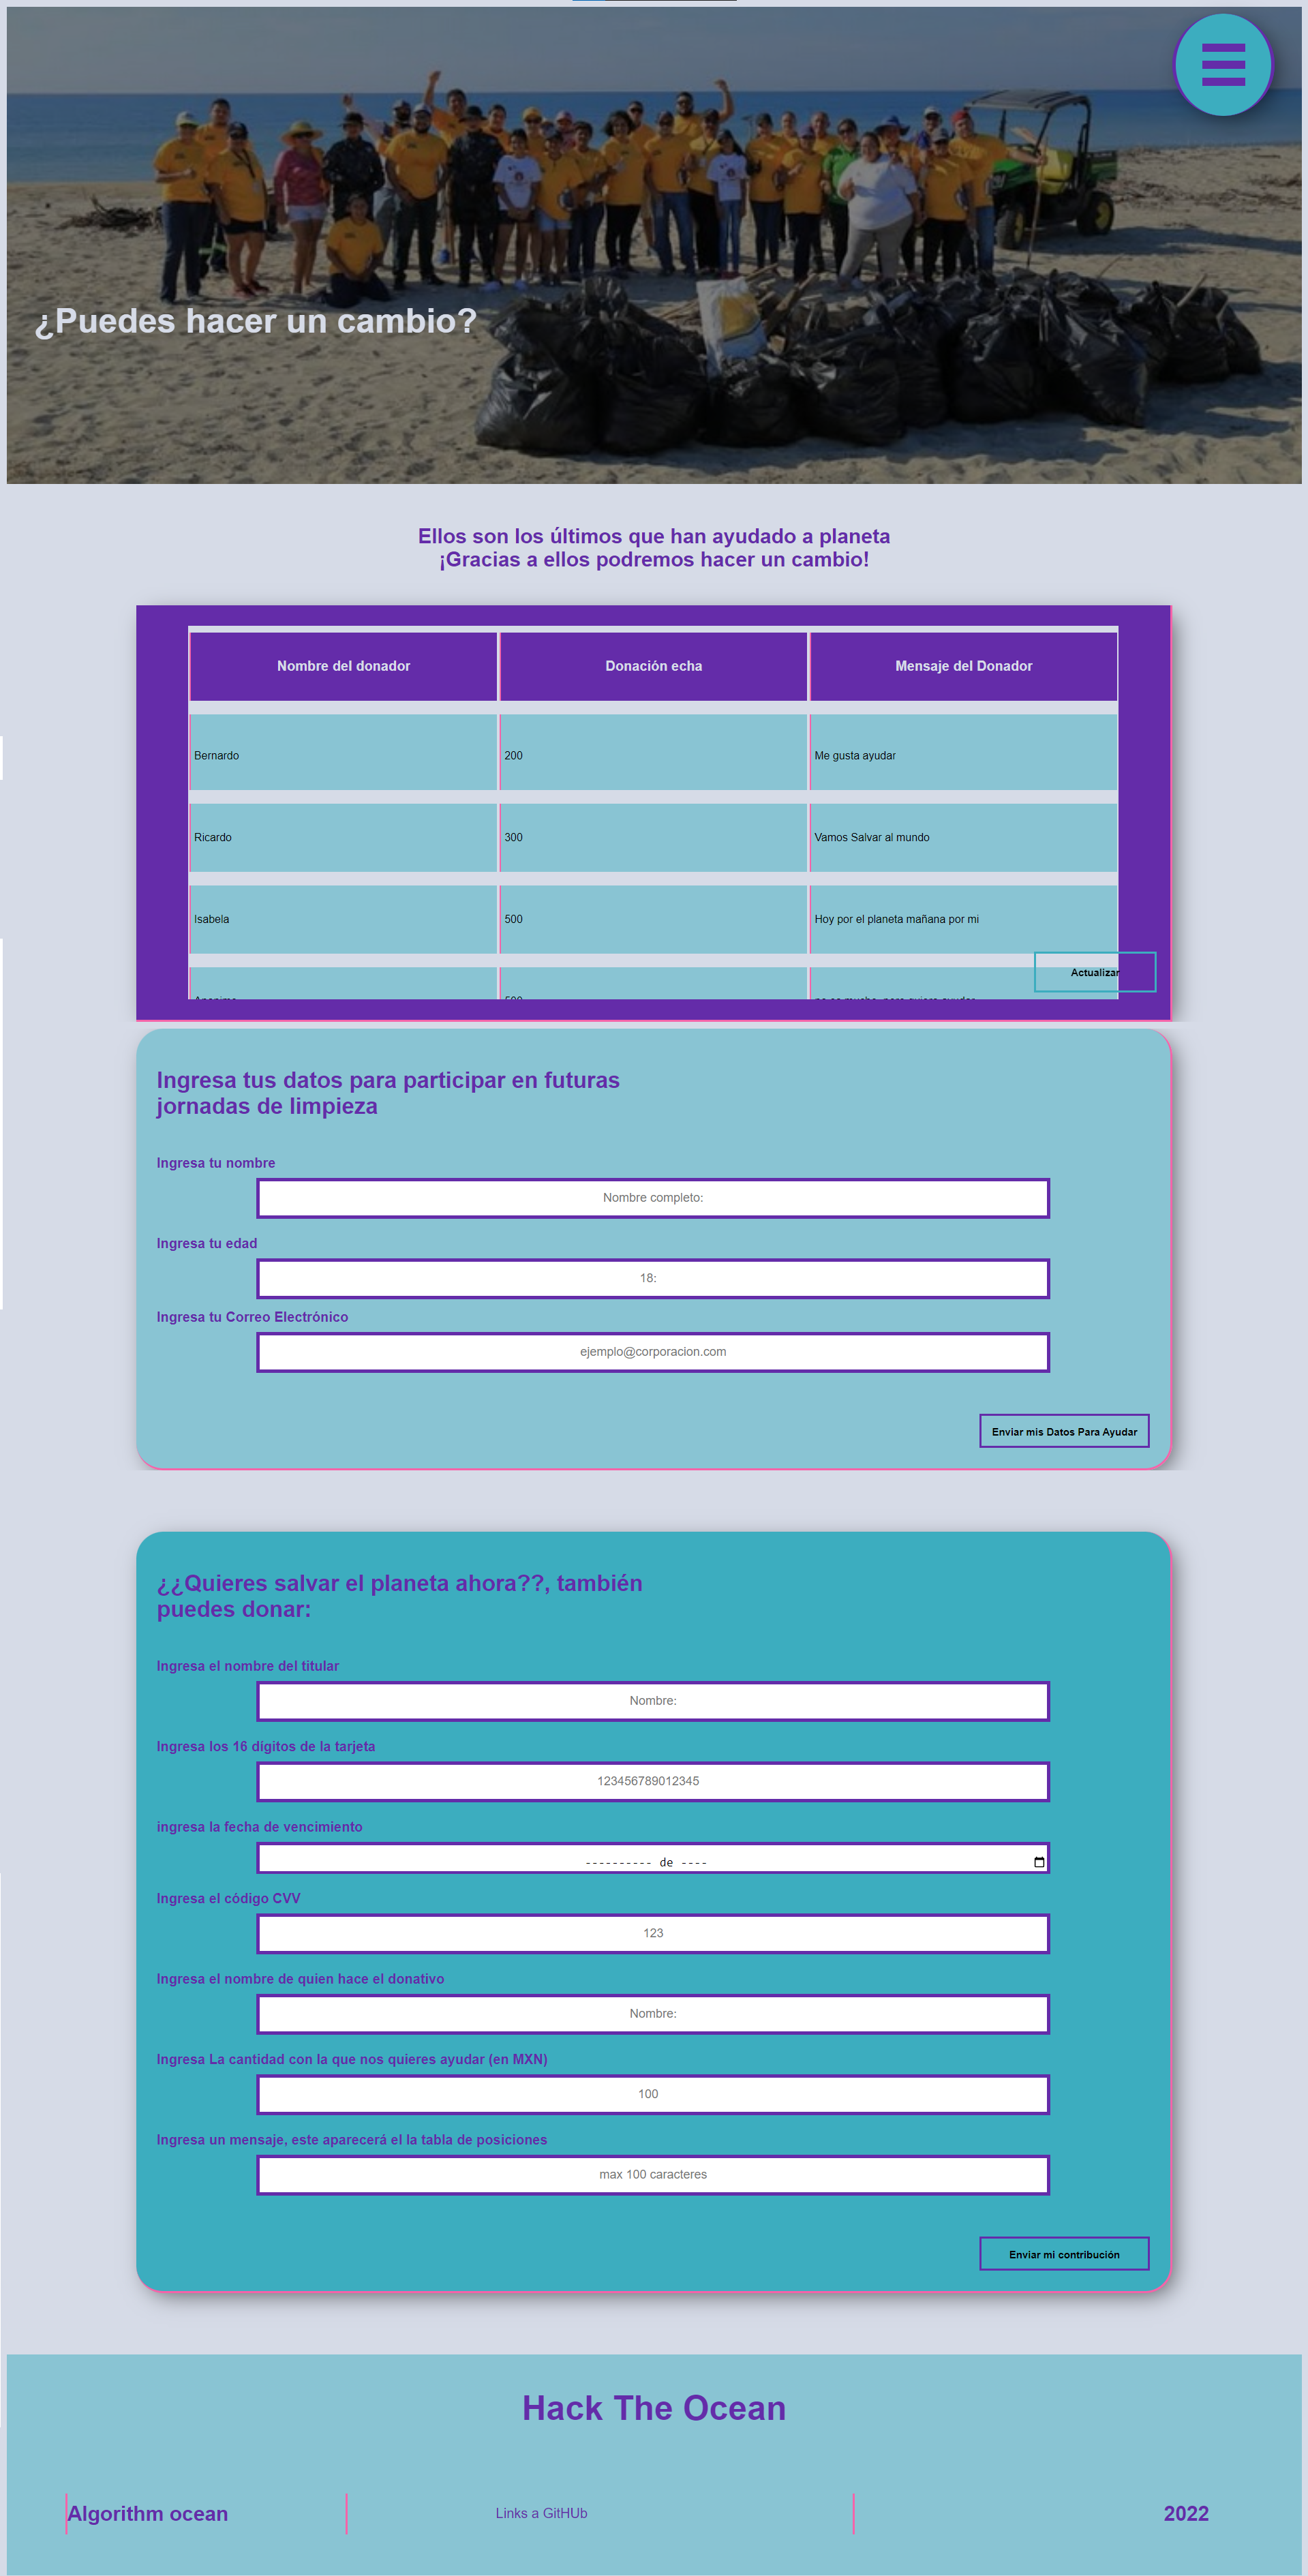 ¿Puedes hacer un cambio?
Ellos son los últimos que han ayudado a planeta
¡Gracias a ellos podremos hacer un cambio!
Nombre del donador Donación echa Mensaje del Donador
Bernardo 200 Me gusta ayudar
Ricardo 300 Vamos Salvar al mundo
Isabela 500 Hoy por el planeta mañana por mi
Actualizar
Ingresa tus datos para participar en futuras
jornadas de limpieza
Ingresa tu nombre
Nombre completo:
Ingresa tu edad
18:
Ingresa tu Correo Electrónico
ejemplo@corporacion.com
Enviar mis Datos Para Ayudar
¿¿Quieres salvar el planeta ahora??, también
puedes donar:
Ingresa el nombre del titular
Nombre:
Ingresa los 16 digitos de la tarjeta
123456789012345
ingresa la fecha de vencimiento
---------- de ----
Ingresa el código CVV
123
Ingresa el nombre de quien hace el donativo
Nombre:
Ingresa La cantidad con la que nos quieres ayudar (en MXN)
100
Ingresa un mensaje, este aparecerá el la tabla de posiciones
max 100 caracteres
Enviar mi contribución
Hack The Ocean
Algorithm ocean
Links a GitHUb
2022